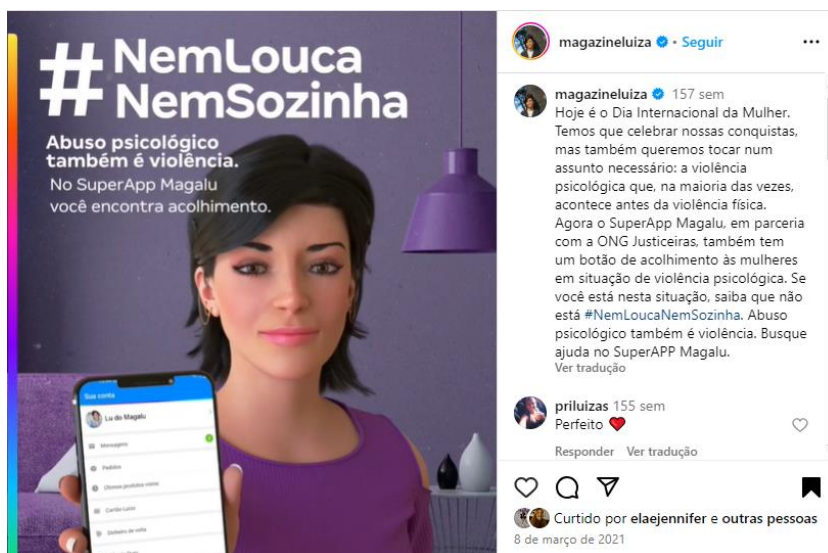 #NemLouca
NemSozinha
Abuso psicológico
também é violência.
No SuperApp Magalu
você encontra acolhimento.
Sua conta
Lu do Magalu
Mensagens
Pedidos
Últimos produtos vistos
Cartão Luiza
Dinheiro de volta
magazineluiza • Seguir
magazineluiza 157 sem
Hoje é o Dia Internacional da Mulher.
Temos que celebrar nossas conquistas,
mas também queremos tocar num
assunto necessário: a violência
psicológica que, na maioria das vezes,
acontece antes da violência física.
Agora o SuperApp Magalu, em parceria
com a ONG Justiceiras, também tem
um botão de acolhimento às mulheres
em situação de violência psicológica. Se
você está nesta situação, saiba que não
está #NemLoucaNemSozinha. Abuso
psicológico também é violência. Busque
ajuda no SuperAPP Magalu.
Ver tradução
priluizas 155 sem
Perfeito ❤️
Responder Ver tradução
Curtido por elaejennifer e outras pessoas
8 de março de 2021